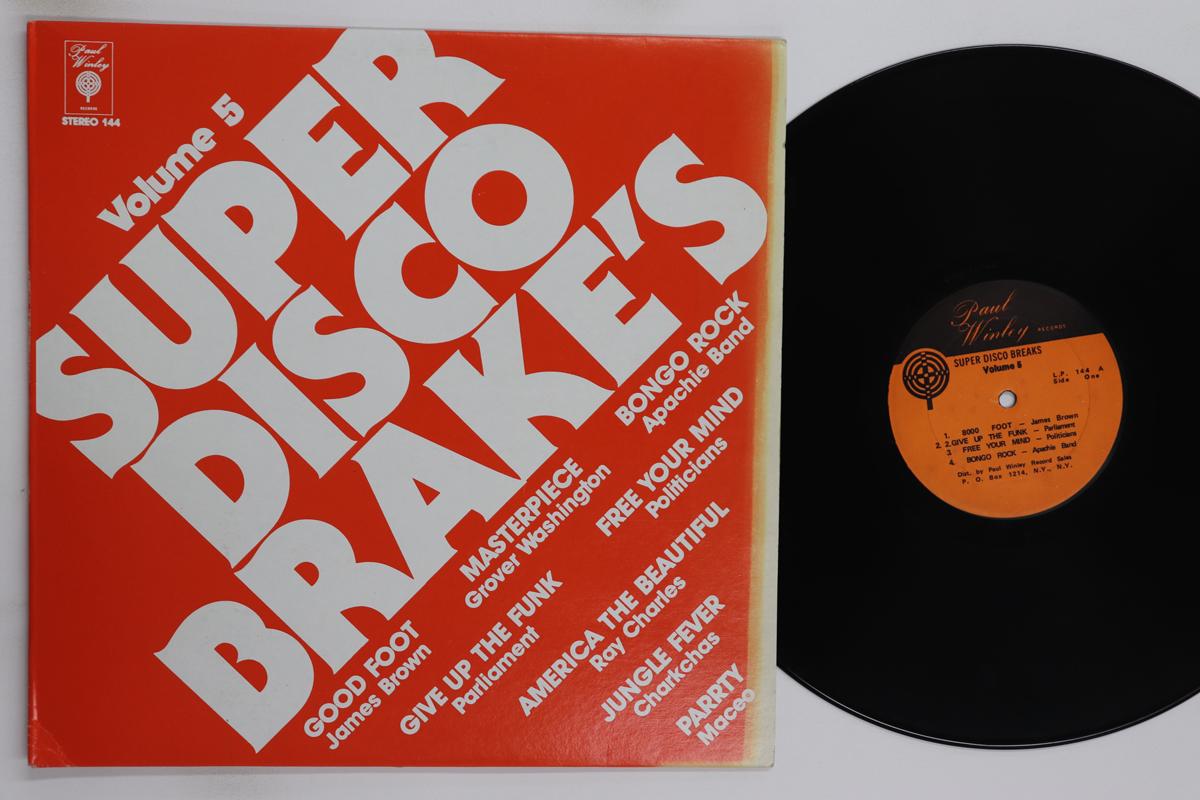 Paul
Winley
RECORDS
STEREO 144
Volume 5
SUPER
DISCO
BRAKE'S
BONGO ROCK
Apachie Band
MASTERPIECE
Grover Washington
FREE YOUR MIND
Politicians
GOOD FOOT
James Brown
GIVE UP THE FUNK
Parliament
AMERICA THE BEAUTIFUL
Ray Charles
JUNGLE FEVER
Charkchas
PARRTY
Maceo
Paul
Winley RECORDS
SUPER DISCO BREAKS
Volume 5
L.P. 144 A
Side One
1. 8000 FOOT — James Brown
2. 2.GIVE UP THE FUNK — Parliament
3 FREE YOUR MIND — Politicians
4. BONGO ROCK — Apachie Band
Dist. by Paul Winley Record Sales
P. O. Box 1214, N.Y., N.Y.